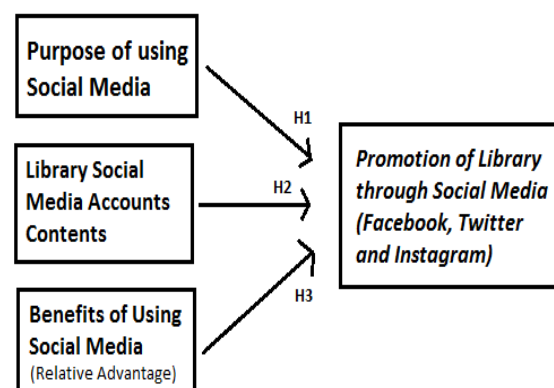 Purpose of using
Social Media
H1
Library Social
Media Accounts
Contents
H2
Promotion of Library
through Social Media
(Facebook, Twitter
and Instagram)
H3
Benefits of Using
Social Media
(Relative Advantage)